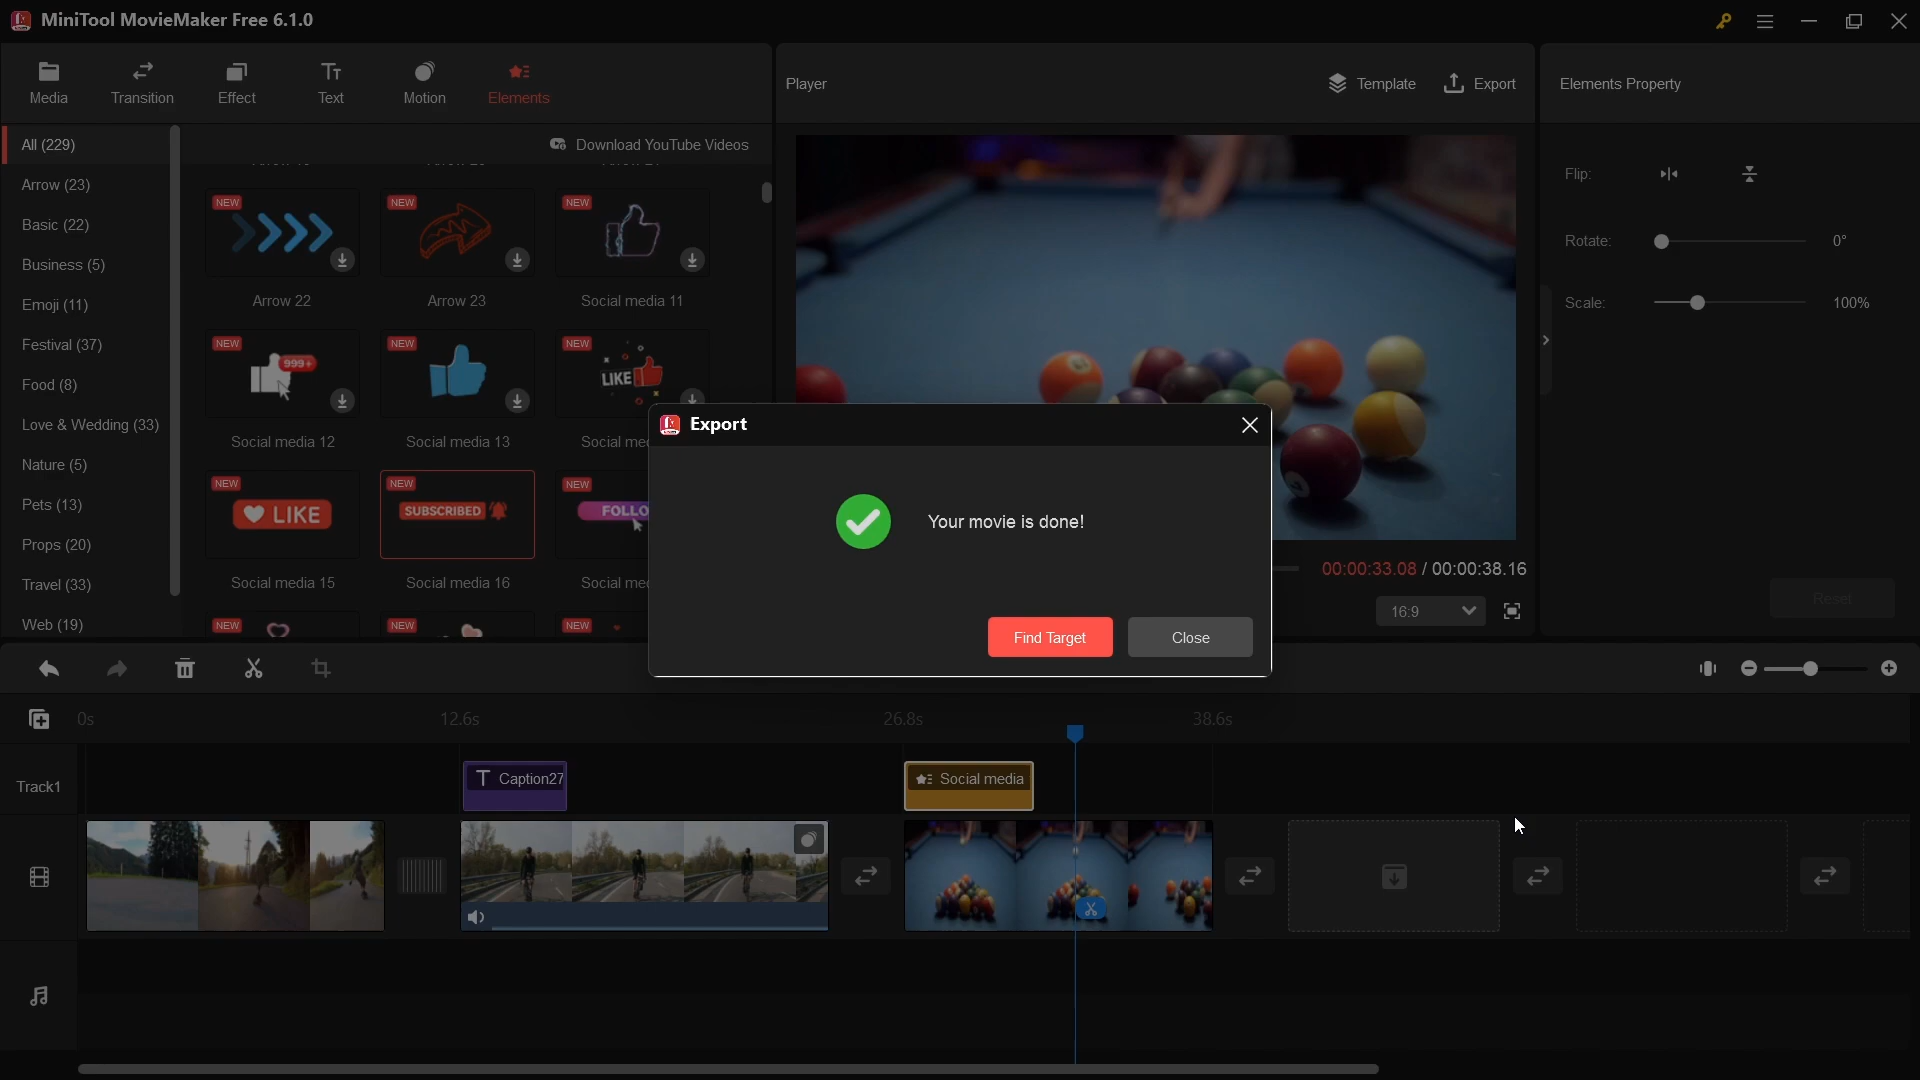 MiniTool MovieMaker Free 6.1.0
Media
Transition
Effect
Text
Motion
Elements
Player
Template
Export
Elements Property
All (229)
Download YouTube Videos
Arrow (23)
Basic (22)
Business (5)
Emoji (11)
Festival (37)
Food (8)
Love & Wedding (33)
Nature (5)
Pets (13)
Props (20)
Travel (33)
Web (19)
NEW
NEW
NEW
Arrow 22
Arrow 23
Social media 11
NEW
999+
NEW
NEW
LIKE
Social media 12
Social media 13
Social me
NEW
LIKE
NEW
SUBSCRIBED
NEW
FOLLO
Social media 15
Social media 16
Social me
NEW
NEW
NEW
Flip:
Rotate:
0°
Scale:
100%
Reset
Export
Your movie is done!
Find Target
Close
00:00:33.08 / 00:00:38.16
16:9
0s
12.6s
26.8s
38.6s
Track1
T Caption27
Social media